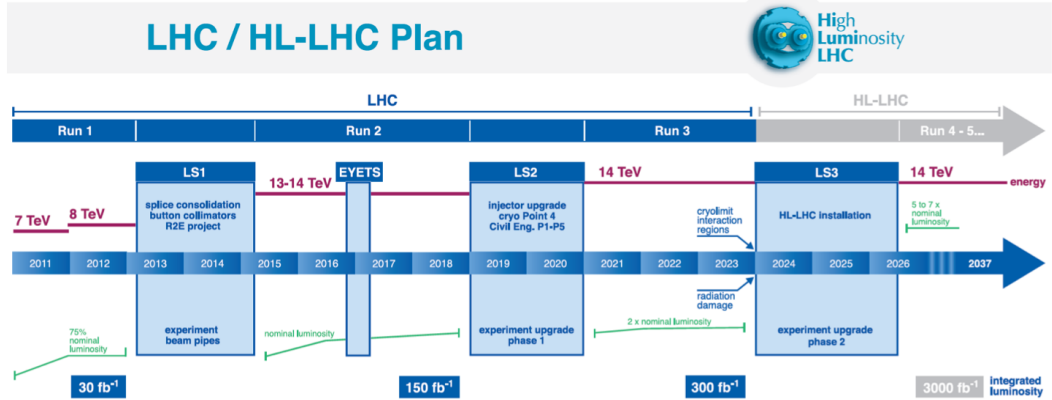 LHC / HL-LHC Plan
High
Luminosity
LHC
LHC
HL-LHC
Run 1
Run 2
Run 3
Run 4 - 5...
LS1
EYETS
LS2
LS3
13-14 TeV
14 TeV
14 TeV
energy
7 TeV
8 TeV
splice consolidation
button collimators
R2E project
injector upgrade
cryo Point 4
Civil Eng. P1-P5
cryolimit
interaction
regions
HL-LHC installation
5 to 7 x
nominal
luminosity
2011 2012 2013 2014 2015 2016 2017 2018 2019 2020 2021 2022 2023 2024 2025 2026 2037
radiation
damage
75%
nominal
luminosity
experiment
beam pipes
nominal luminosity
experiment upgrade
phase 1
2 x nominal luminosity
experiment upgrade
phase 2
30 fb-1
150 fb-1
300 fb-1
3000 fb-1
integrated
luminosity